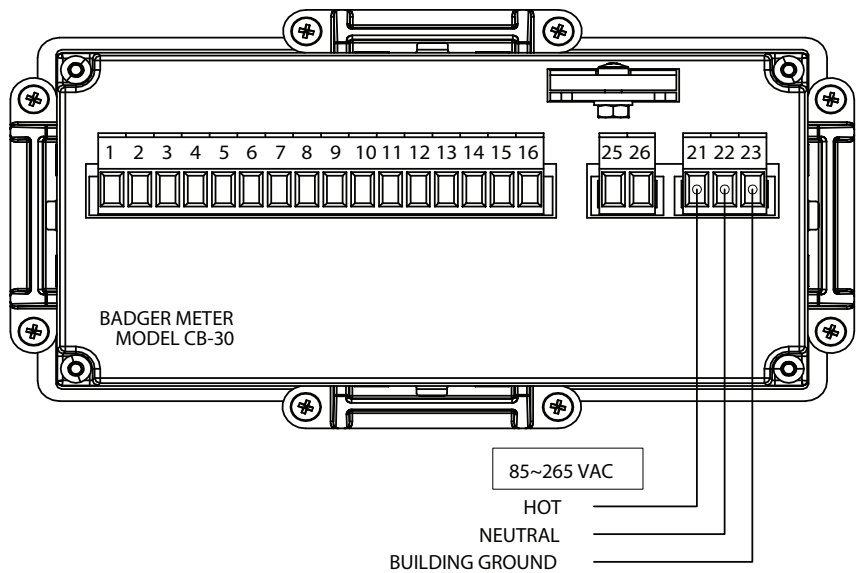 1 2 3 4 5 6 7 8 9 10 11 12 13 14 15 16 25 26 21 22 23
BADGER METER
MODEL CB-30
85~265 VAC
HOT
NEUTRAL
BUILDING GROUND